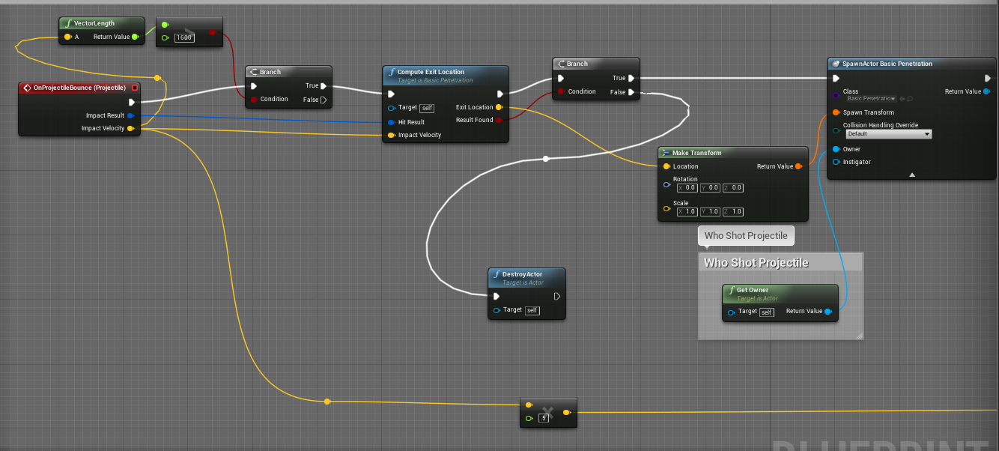 VectorLength
A
Return Value
1600
OnProjectileBounce (Projectile)
Impact Result
Impact Velocity
Branch
True
Condition
False
Compute Exit Location
Target is Basic Penetration
Target
self
Exit Location
Hit Result
Result Found
Impact Velocity
Branch
True
Condition
False
SpawnActor Basic Penetration
Class
Return Value
Basic Penetratio
Spawn Transform
Collision Handling Override
Default
Owner
Instigator
Make Transform
Location
Return Value
Rotation
X 0.0 Y 0.0 Z 0.0
Scale
X 1.0 Y 1.0 Z 1.0
Who Shot Projectile
Who Shot Projectile
Get Owner
Target is Actor
Target self Return Value
DestroyActor
Target is Actor
Target self
.5
BLUEPRINT